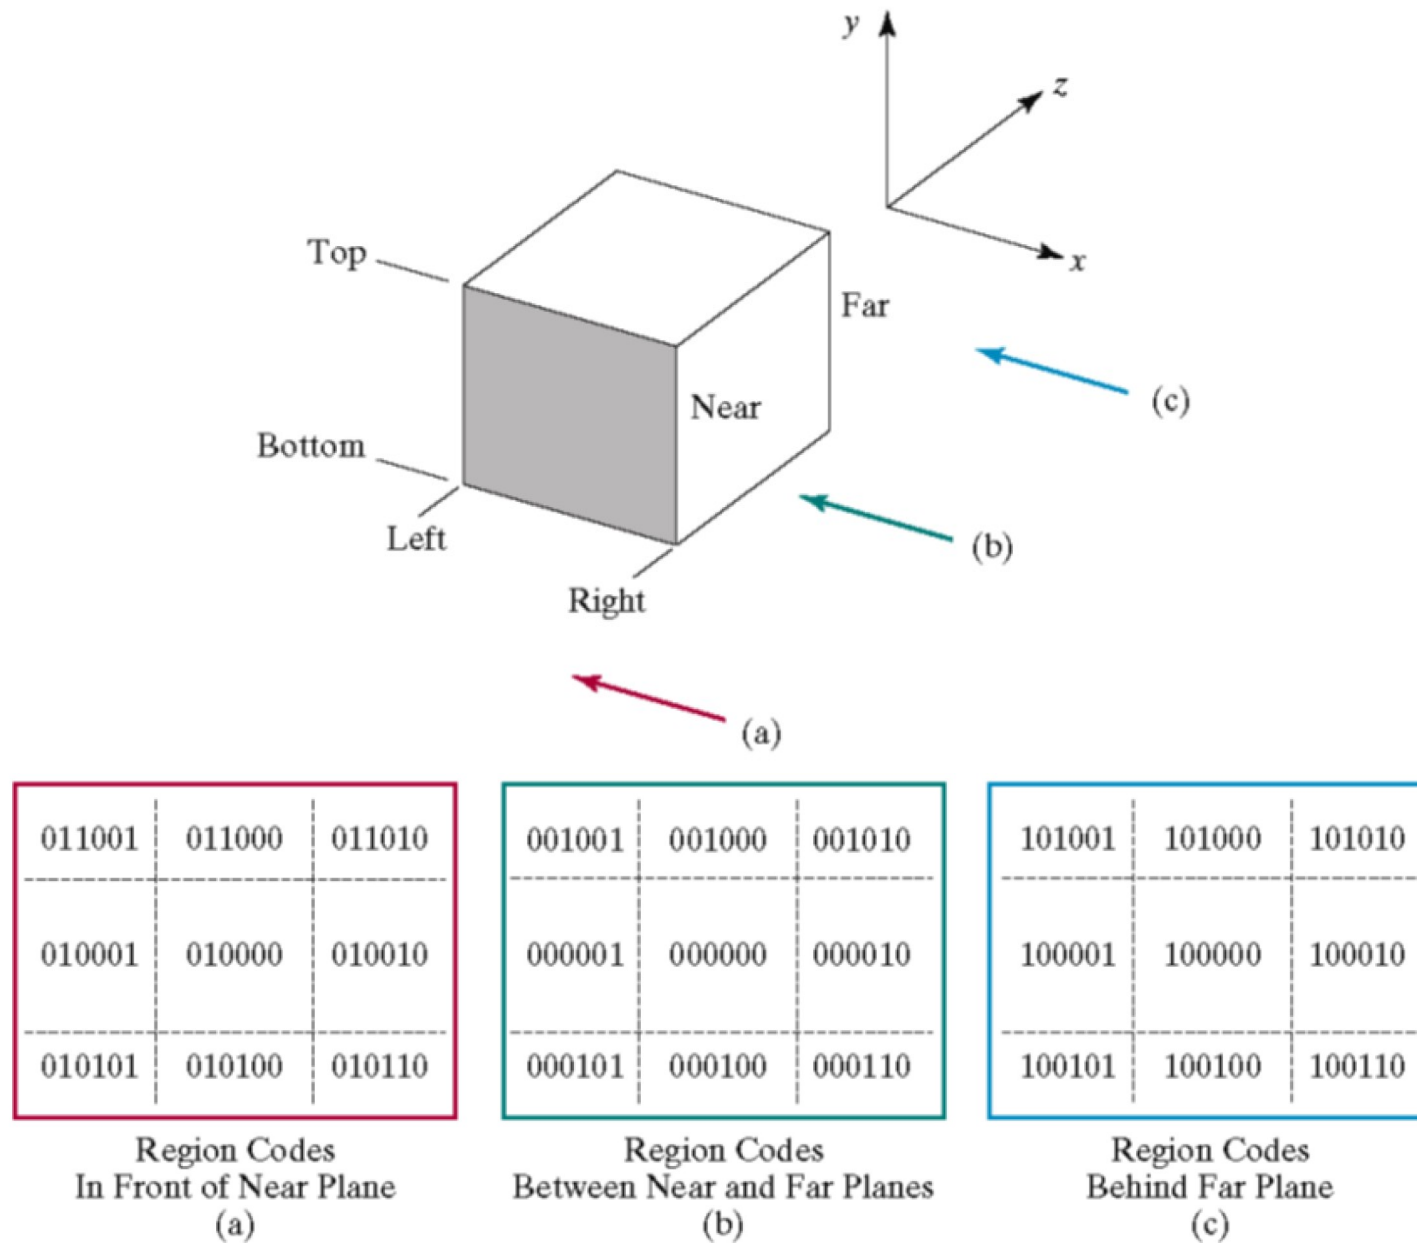 y
z
x
Top
Far
Near
(c)
Bottom
Left
(b)
Right
(a)
011001 011000 011010
010001 010000 010010
010101 010100 010110
Region Codes
In Front of Near Plane
(a)
001001 001000 001010
000001 000000 000010
000101 000100 000110
Region Codes
Between Near and Far Planes
(b)
101001 101000 101010
100001 100000 100010
100101 100100 100110
Region Codes
Behind Far Plane
(c)